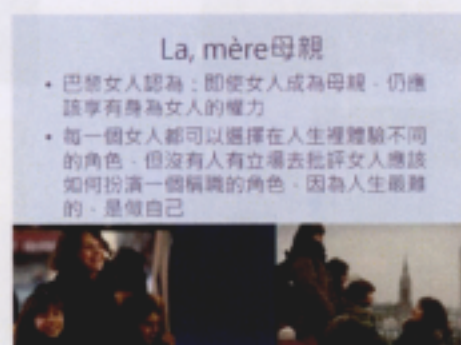 La, mère母親
• 巴黎女人認為：即使女人成為母親，仍應
該享有身為女人的權力
• 每一個女人都可以選擇在人生裡體驗不同
的角色，但沒有人有立場去批評女人應該
如何扮演一個稱職的角色，因為人生最難
的，是做自己